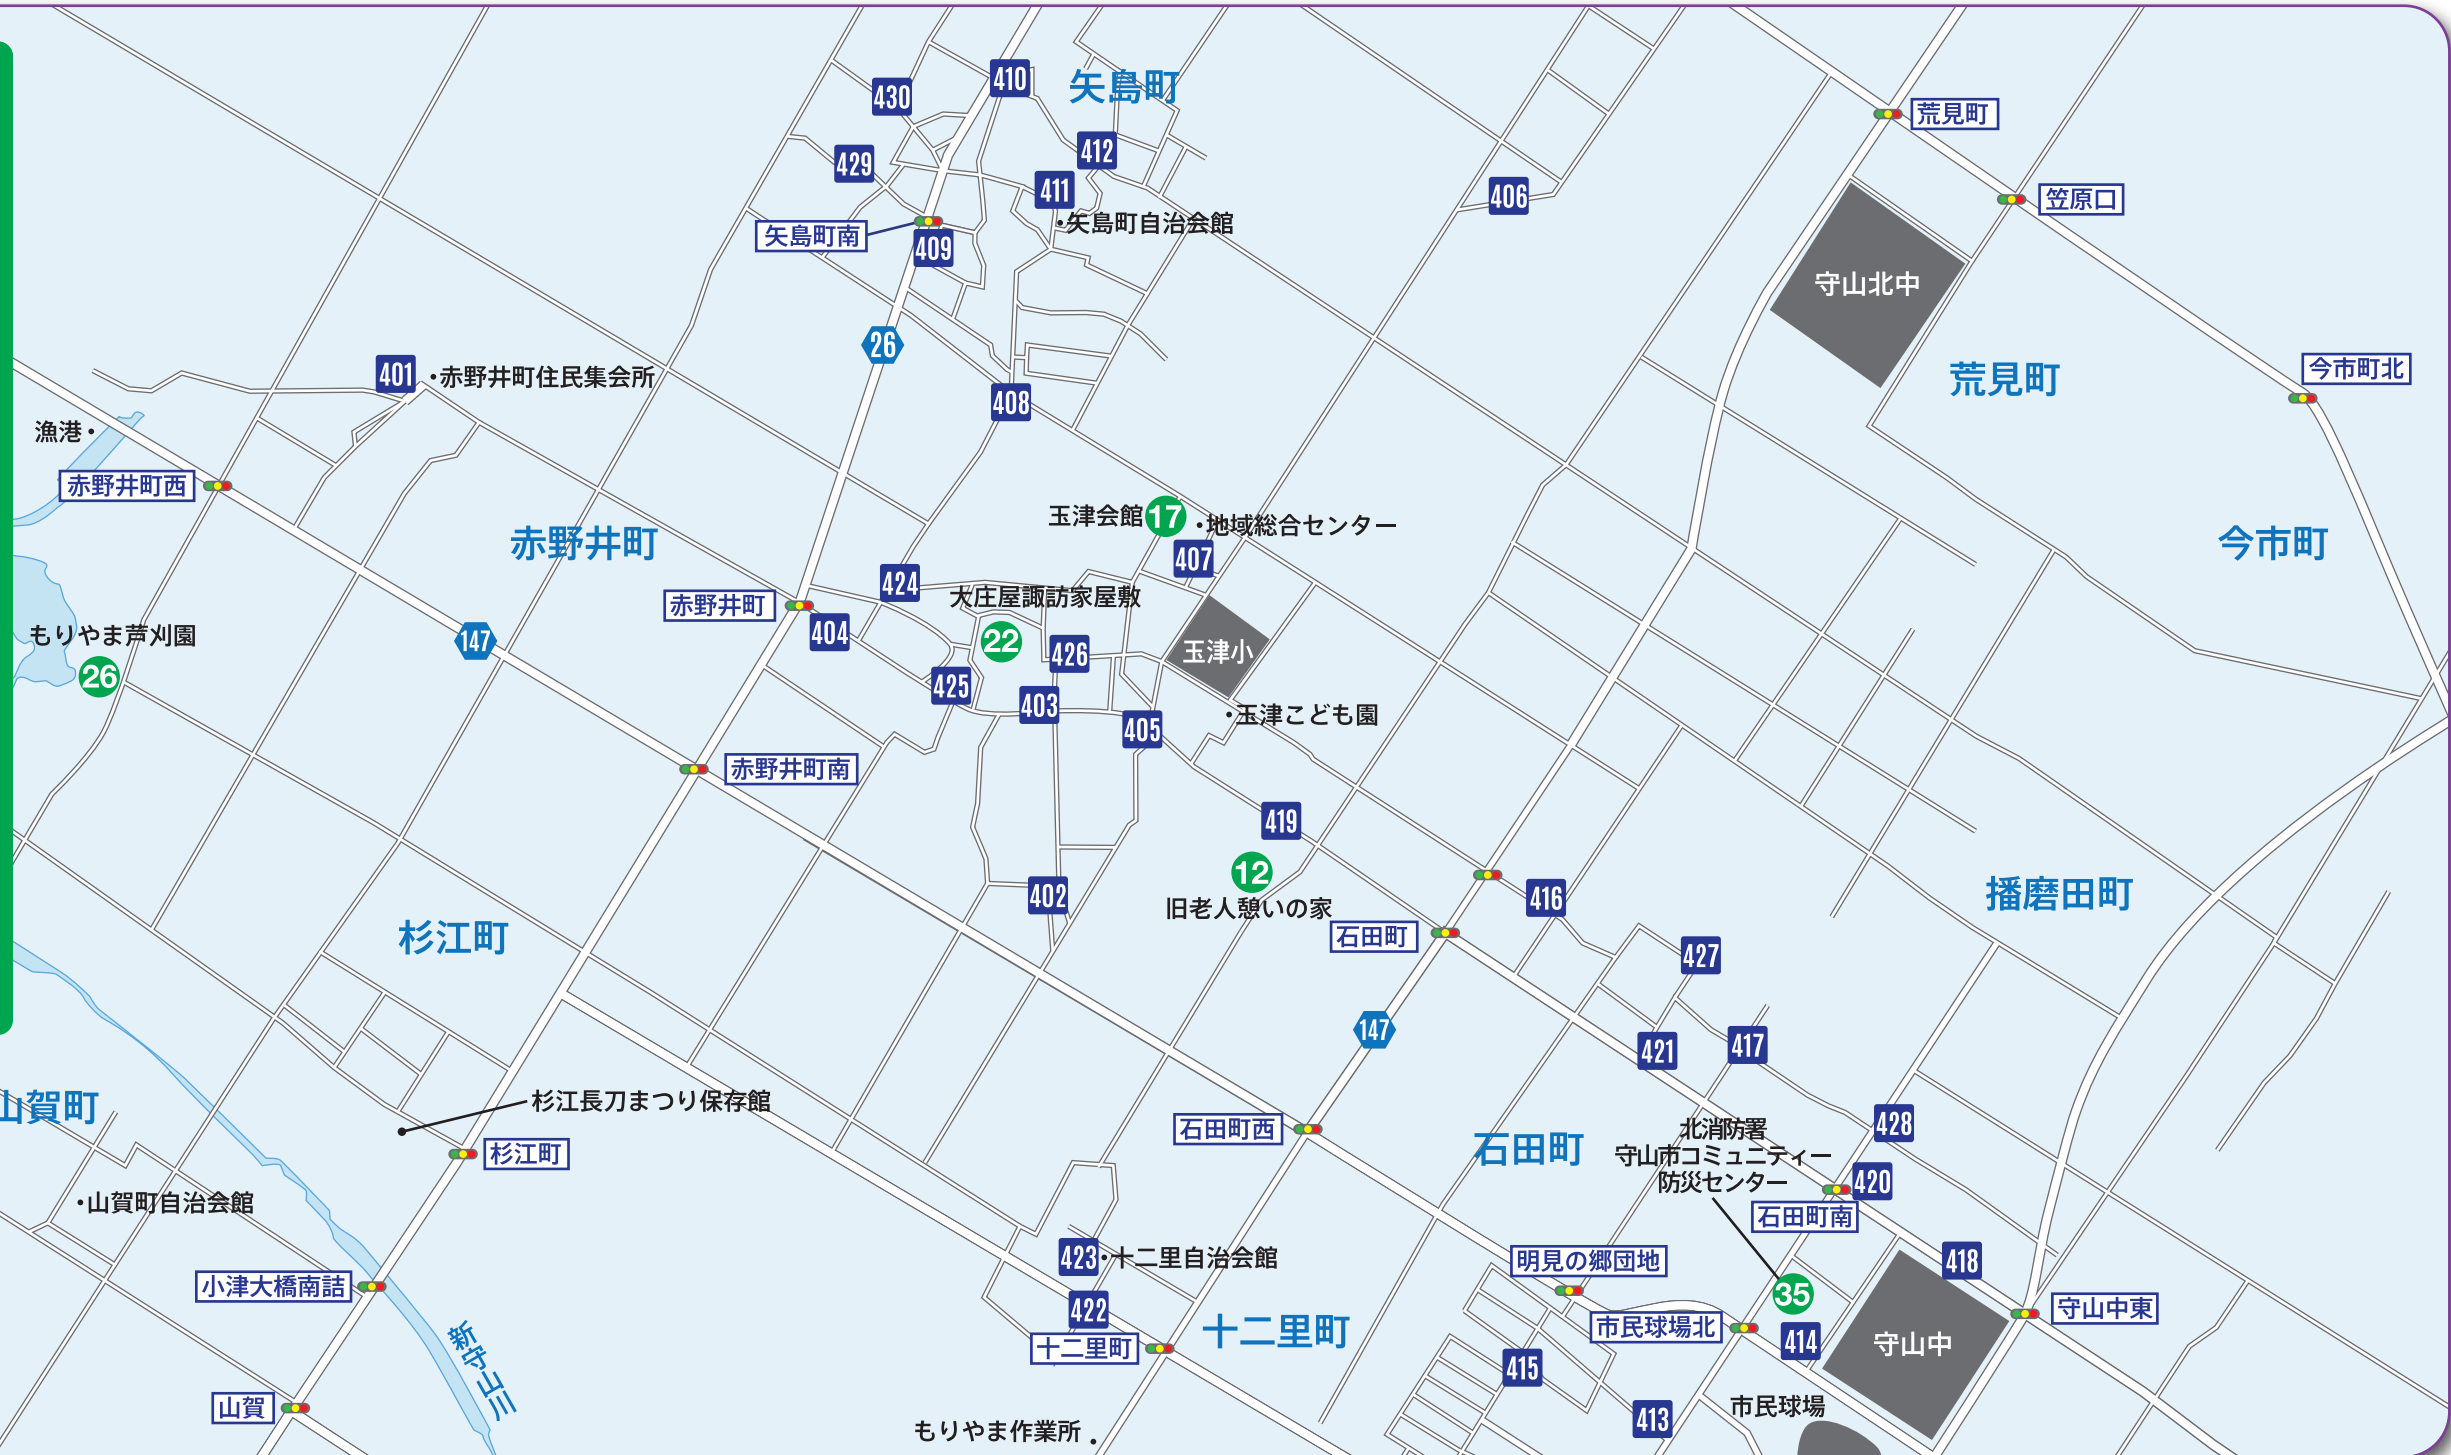 410
矢島町
430
荒見町
412
429
411
406
笠原口
矢島町自治会館
矢島町南
409
守山北中
26
401
赤野井町住民集会所
荒見町
今市町北
408
漁港
赤野井町西
玉津会館
17
地域総合センター
赤野井町
今市町
407
424
大庄屋諏訪家屋敷
赤野井町
404
もりやま芦刈園
147
22
426
玉津小
26
425
403
玉津こども園
405
赤野井町南
419
12
402
416
播磨田町
旧老人憩いの家
杉江町
石田町
427
147
421
417
山賀町
杉江長刀まつり保存館
428
石田町西
石田町
北消防署
守山市コミュニティー
防災センター
杉江町
420
山賀町自治会館
石田町南
423
十二里自治会館
明見の郷団地
418
小津大橋南詰
35
422
守山中東
新守山川
十二里町
十二里町
市民球場北
414
守山中
415
山賀
413
市民球場
もりやま作業所